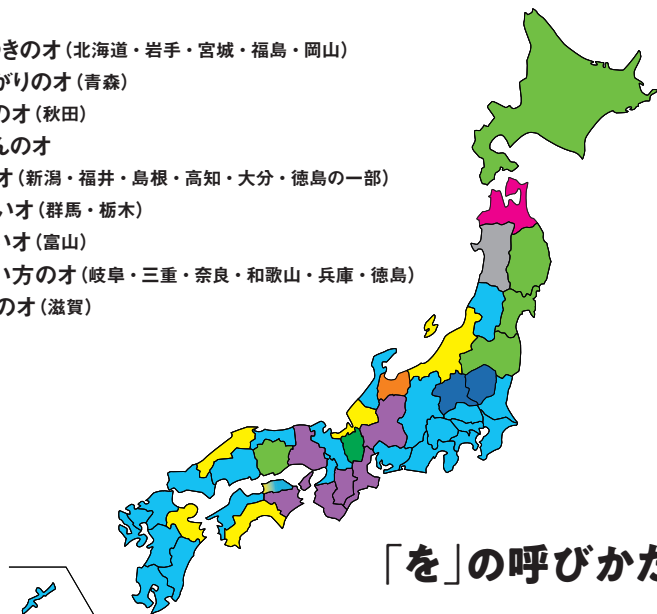 きのオ（北海道・岩手・宮城・福島・岡山）
がりのオ（青森）
のオ（秋田）
んのオ
オ（新潟・福井・島根・高知・大分・徳島の一部）
いオ（群馬・栃木）
いオ（富山）
い方のオ（岐阜・三重・奈良・和歌山・兵庫・徳島）
のオ（滋賀）
「を」の呼びかた